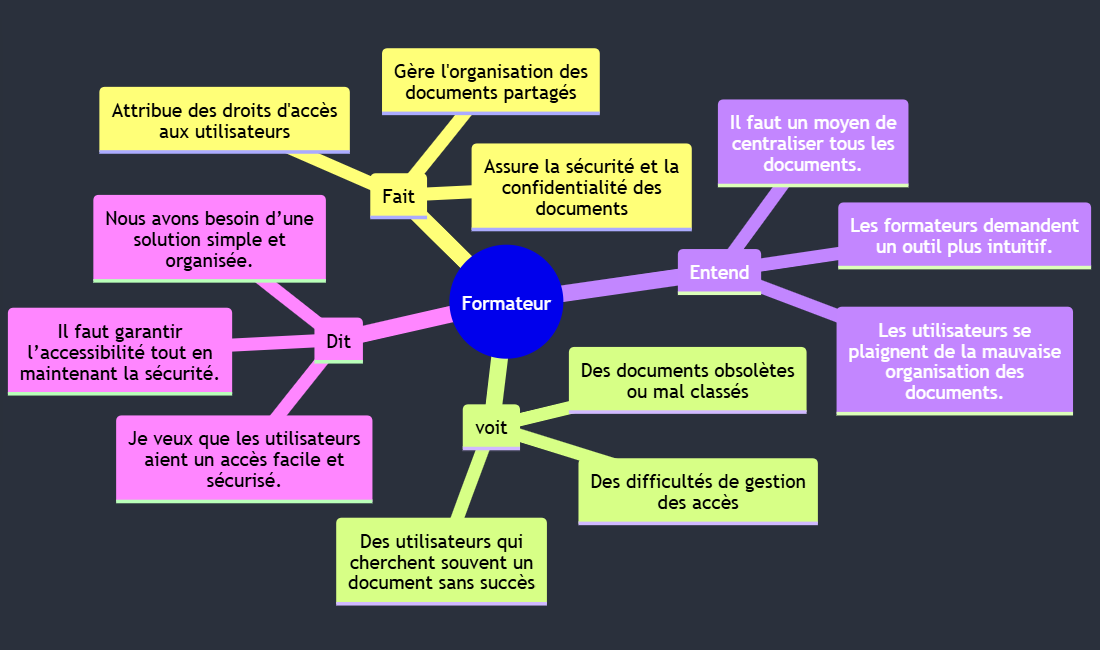 Formateur
Fait
Attribue des droits d'accès
aux utilisateurs
Gère l'organisation des
documents partagés
Assure la sécurité et la
confidentialité des
documents
Entend
Il faut un moyen de
centraliser tous les
documents.
Les formateurs demandent
un outil plus intuitif.
Les utilisateurs se
plaignent de la mauvaise
organisation des
documents.
Dit
Nous avons besoin d’une
solution simple et
organisée.
Il faut garantir
l’accessibilité tout en
maintenant la sécurité.
Je veux que les utilisateurs
aient un accès facile et
sécurisé.
voit
Des documents obsolètes
ou mal classés
Des difficultés de gestion
des accès
Des utilisateurs qui
cherchent souvent un
document sans succès